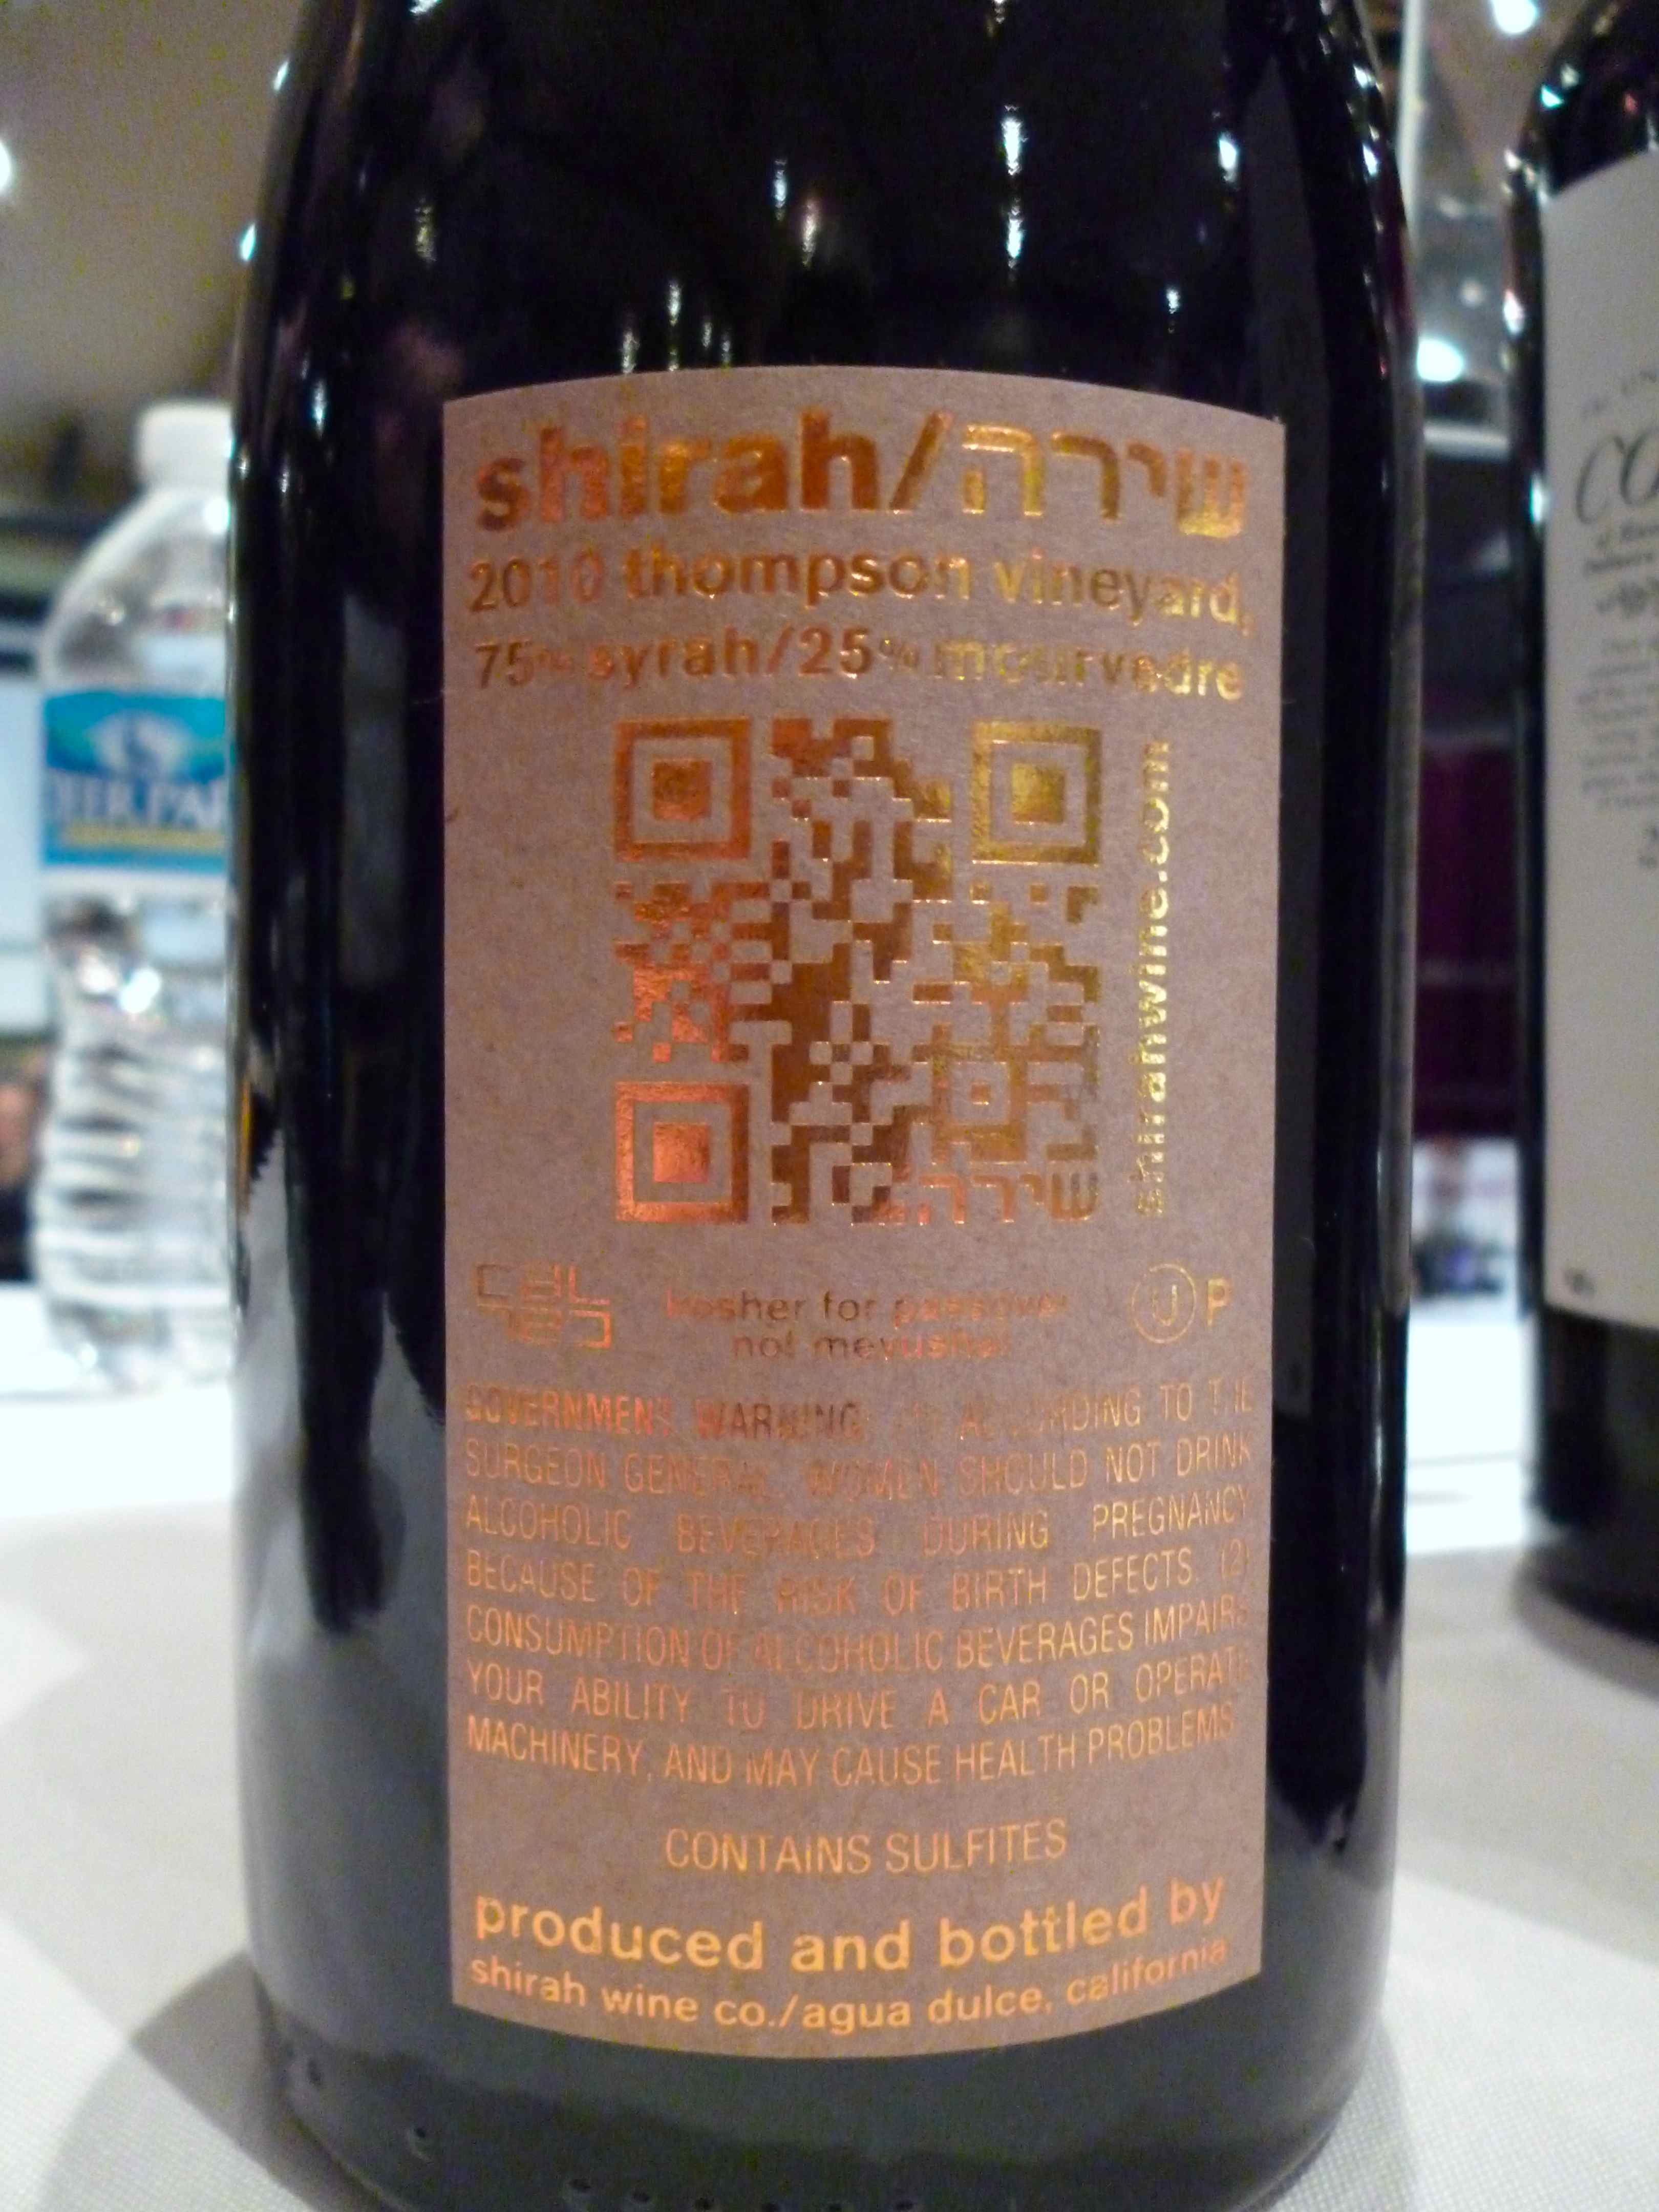 shirah/שירה
2010 thompson vineyard,
75% syrah/25% mourvedre
shirahwine.com
שירה
kosher for passover
not mevushal
U P
GOVERNMENT WARNING: (1) ACCORDING TO THE
SURGEON GENERAL, WOMEN SHOULD NOT DRINK
ALCOHOLIC BEVERAGES DURING PREGNANCY
BECAUSE OF THE RISK OF BIRTH DEFECTS. (2)
CONSUMPTION OF ALCOHOLIC BEVERAGES IMPAIRS
YOUR ABILITY TO DRIVE A CAR OR OPERATE
MACHINERY, AND MAY CAUSE HEALTH PROBLEMS.
CONTAINS SULFITES
produced and bottled by
shirah wine co./agua dulce, california